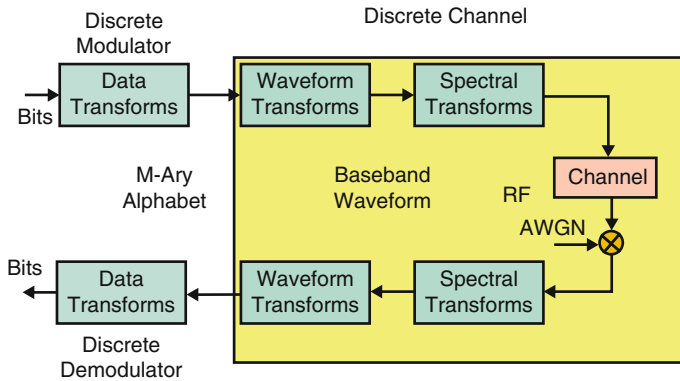 Discrete Channel
Discrete
Modulator
Data
Transforms
Waveform
Transforms
Spectral
Transforms
Bits
M-Ary
Alphabet
Baseband
Waveform
Channel
RF
AWGN
Bits
Data
Transforms
Waveform
Transforms
Spectral
Transforms
Discrete
Demodulator